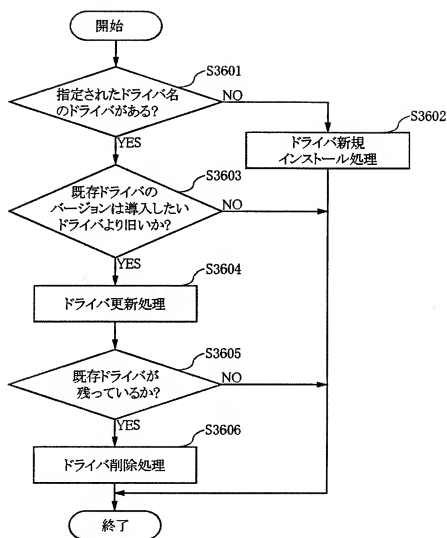 開始
S3601
指定されたドライバ名
のドライバがある?
NO
YES
S3602
ドライバ新規
インストール処理
S3603
既存ドライバの
バージョンは導入したい
ドライバより旧いか?
NO
YES
S3604
ドライバ更新処理
S3605
既存ドライバが
残っているか?
NO
YES
S3606
ドライバ削除処理
終了